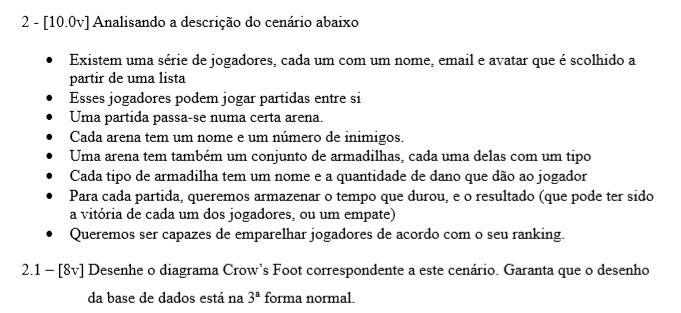 2 - [10.0v] Analisando a descrição do cenário abaixo
• Existem uma série de jogadores, cada um com um nome, email e avatar que é scolhido a
partir de uma lista
• Esses jogadores podem jogar partidas entre si
• Uma partida passa-se numa certa arena.
• Cada arena tem um nome e um número de inimigos.
• Uma arena tem também um conjunto de armadilhas, cada uma delas com um tipo
• Cada tipo de armadilha tem um nome e a quantidade de dano que dão ao jogador
• Para cada partida, queremos armazenar o tempo que durou, e o resultado (que pode ter sido
a vitória de cada um dos jogadores, ou um empate)
• Queremos ser capazes de emparelhar jogadores de acordo com o seu ranking.
2.1 – [8v] Desenhe o diagrama Crow’s Foot correspondente a este cenário. Garanta que o desenho
da base de dados está na 3ª forma normal.